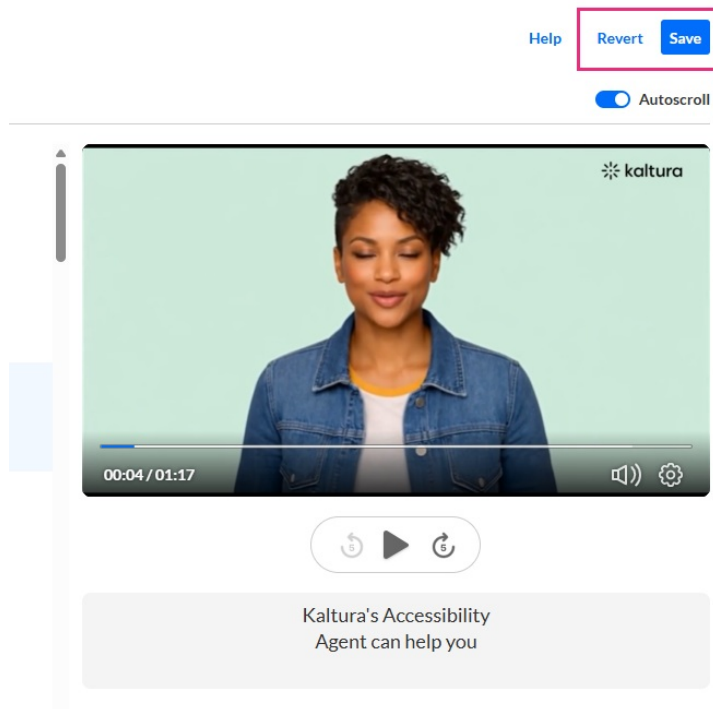 Help Revert Save
Autoscroll
kaltura
00:04 / 01:17
5 5
Kaltura's Accessibility
Agent can help you